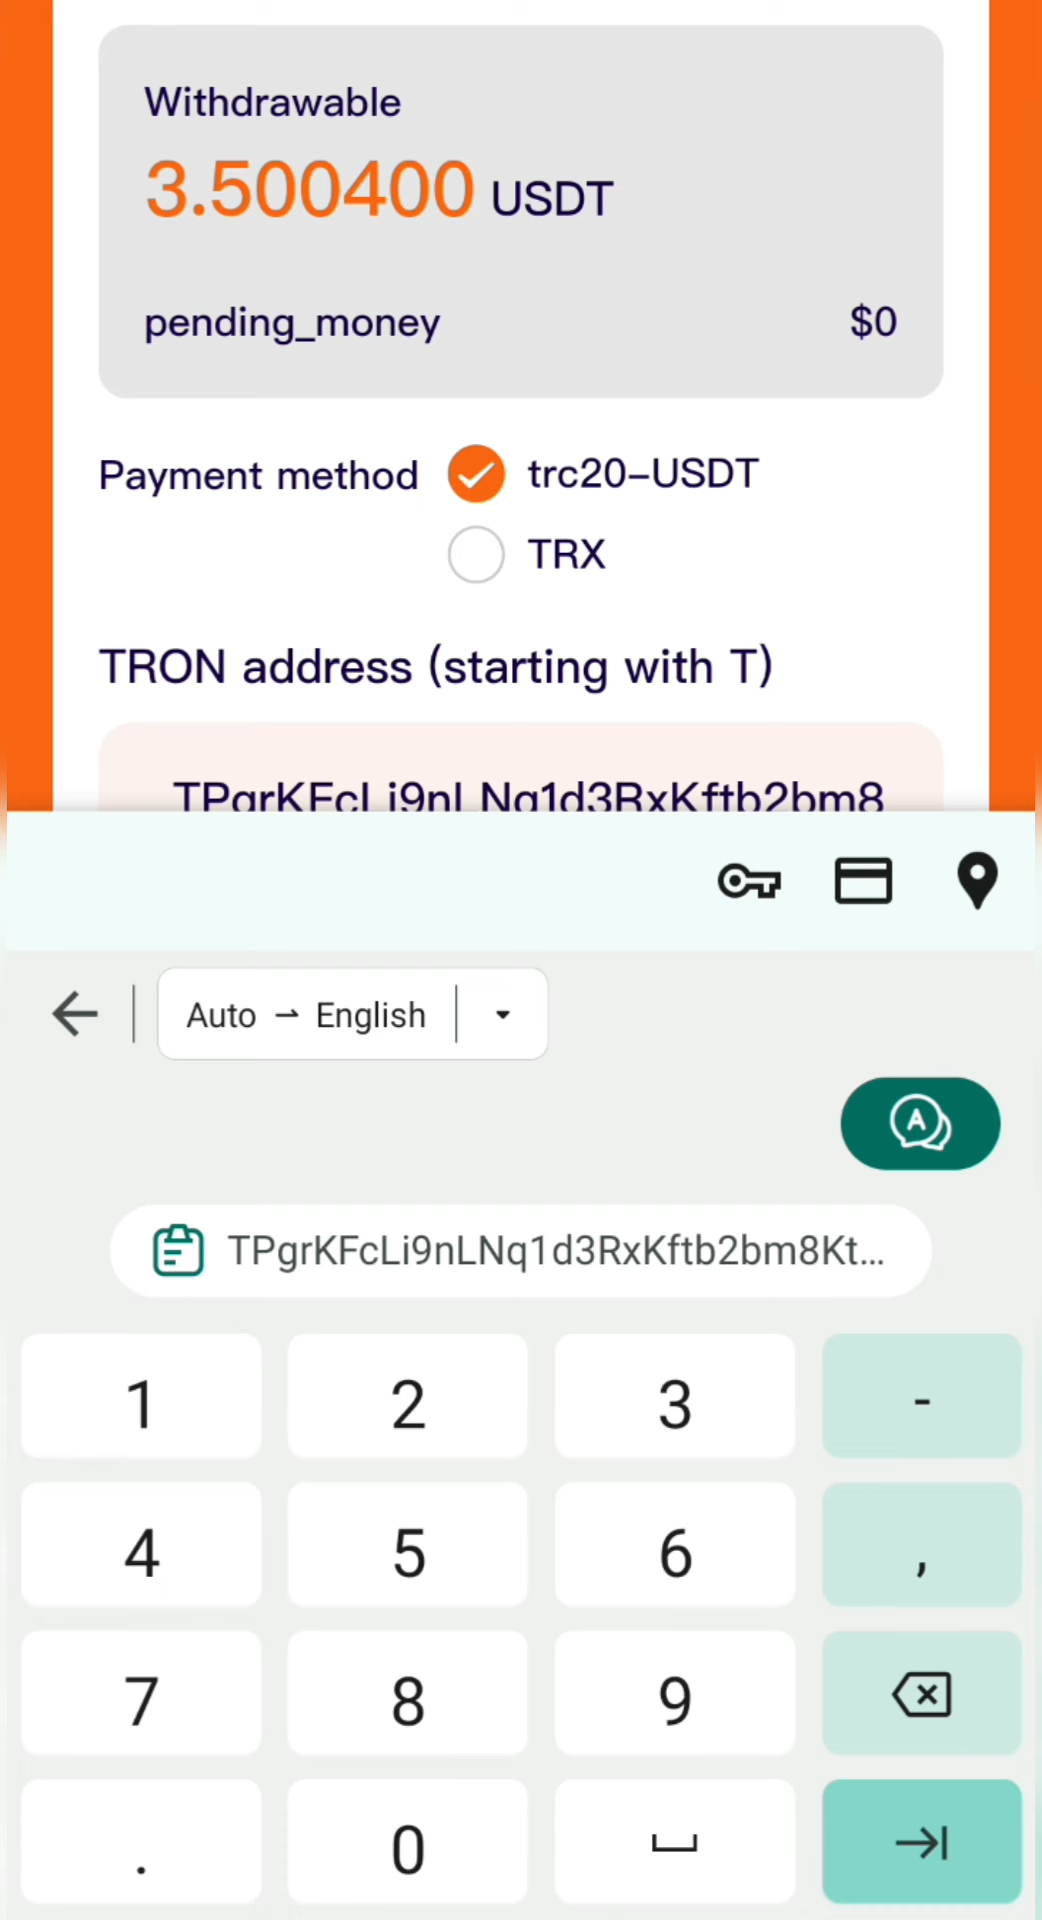 Withdrawable
3.500400 USDT
pending_money $0
Payment method trc20-USDT
TRX
TRON address (starting with T)
TPgrKFcLi9nLNq1d3RxKftb2bm8
Auto → English
TPgrKFcLi9nLNq1d3RxKftb2bm8Kt...
1 2 3 -
4 5 6 ,
7 8 9
. 0